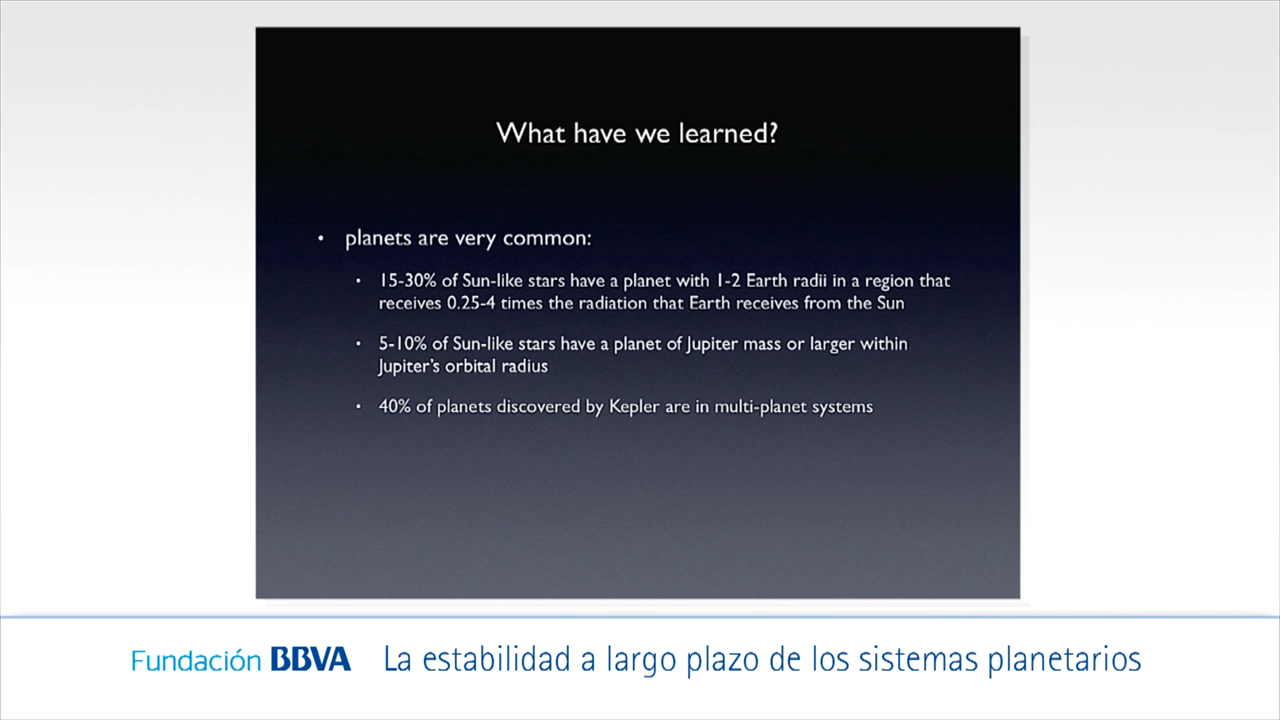 What have we learned?
• planets are very common:
• 15-30% of Sun-like stars have a planet with 1-2 Earth radii in a region that
receives 0.25-4 times the radiation that Earth receives from the Sun
• 5-10% of Sun-like stars have a planet of Jupiter mass or larger within
Jupiter's orbital radius
• 40% of planets discovered by Kepler are in multi-planet systems
Fundación BBVA La estabilidad a largo plazo de los sistemas planetarios